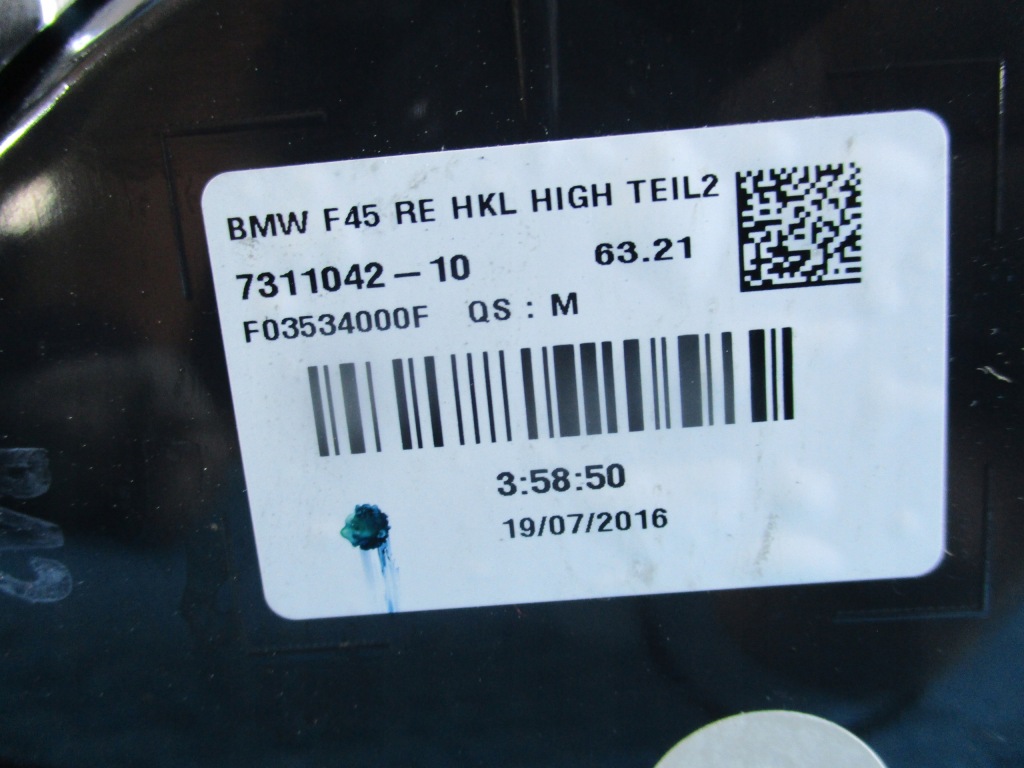 BMW F45 RE HKL HIGH TEIL2
7311042-10 63.21
F03534000F QS : M
3:58:50
19/07/2016